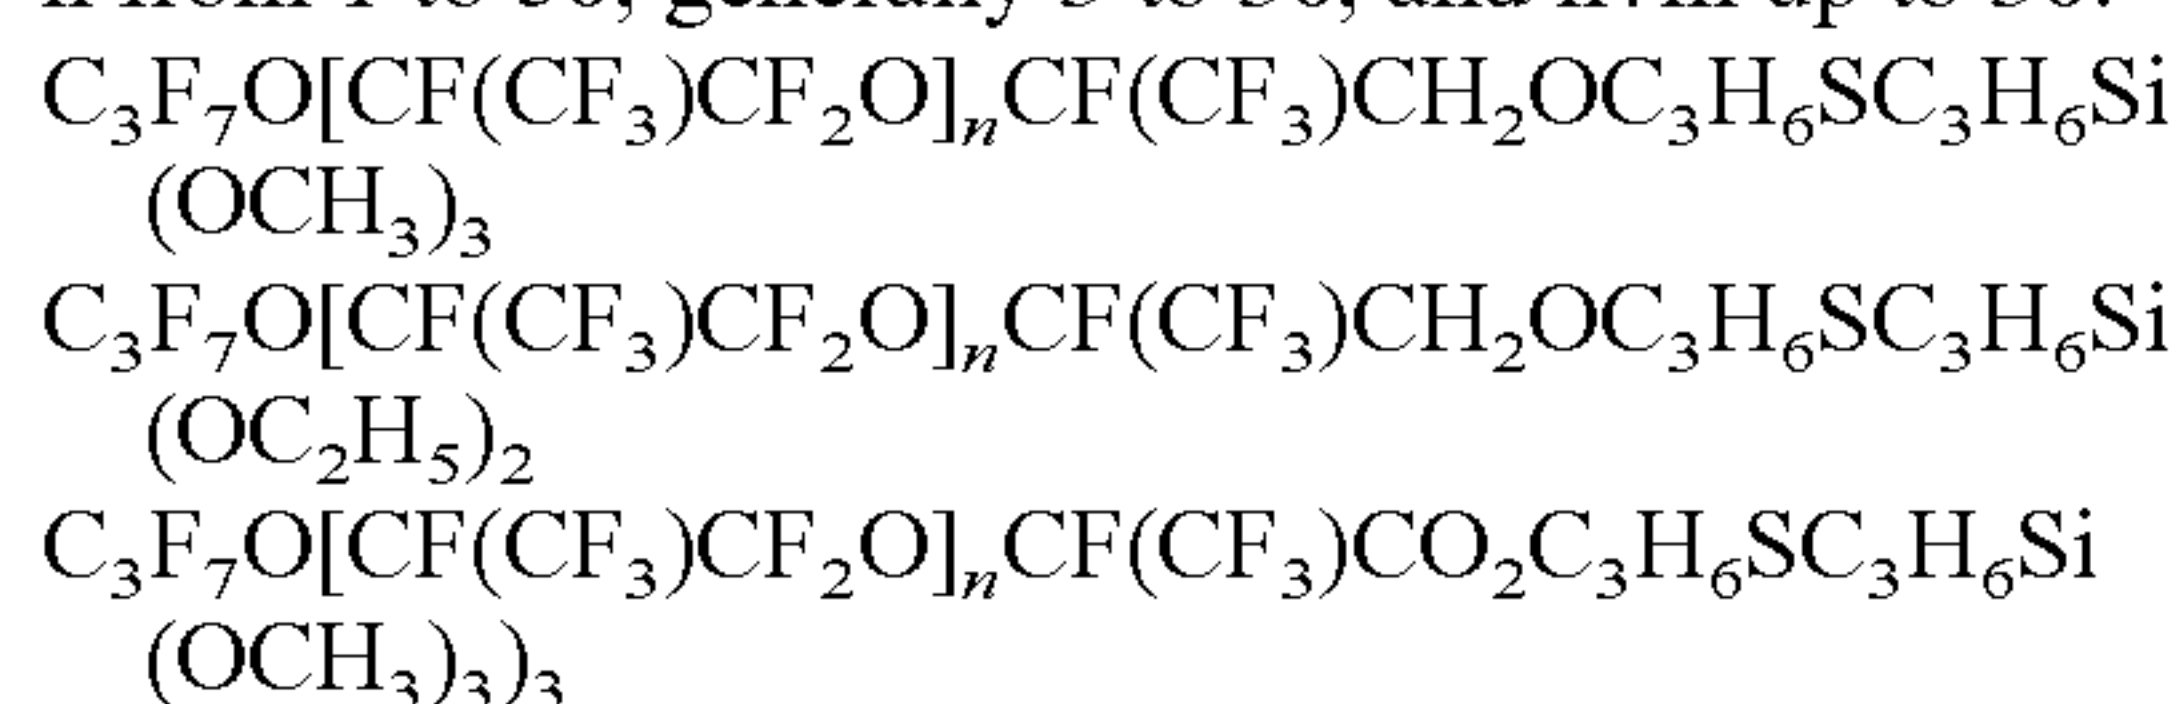 C₃F₇O[CF(CF₃)CF₂O]ₙCF(CF₃)CH₂OC₃H₆SC₃H₆Si
(OCH₃)₃
C₃F₇O[CF(CF₃)CF₂O]ₙCF(CF₃)CH₂OC₃H₆SC₃H₆Si
(OC₂H₅)₂
C₃F₇O[CF(CF₃)CF₂O]ₙCF(CF₃)CO₂C₃H₆SC₃H₆Si
(OCH₃)₃)₃